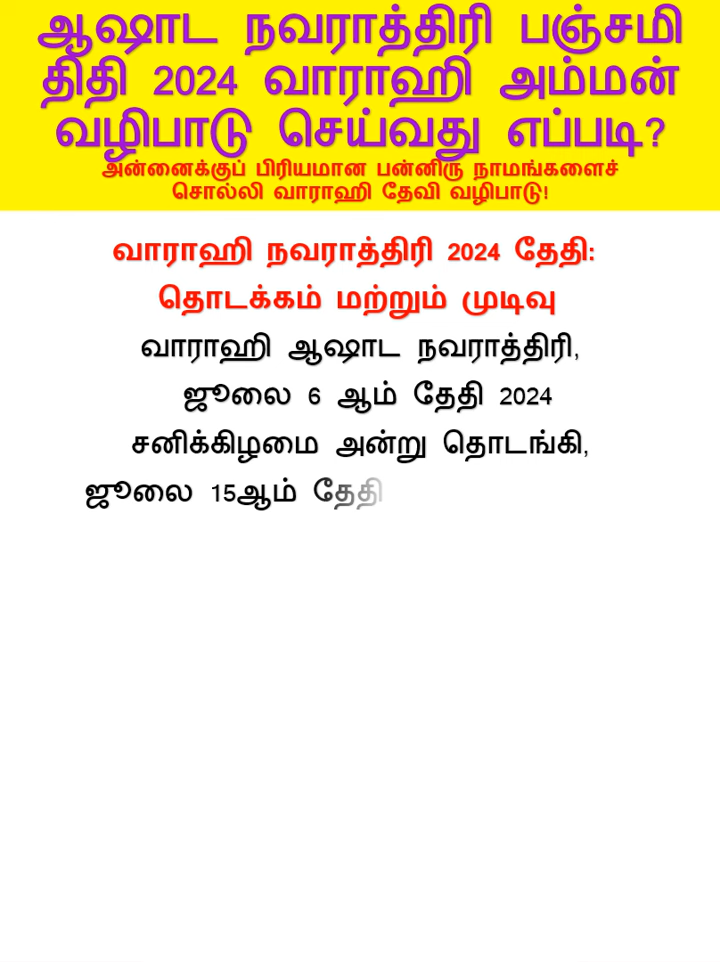 ஆஷாட நவராத்திரி பஞ்சமி
திதி 2024 வாராஹி அம்மன்
வழிபாடு செய்வது எப்படி?
அன்னைக்குப் பிரியமான பன்னிரு நாமங்களைச்
சொல்லி வாராஹி தேவி வழிபாடு!
வாராஹி நவராத்திரி 2024 தேதி:
தொடக்கம் மற்றும் முடிவு
வாராஹி ஆஷாட நவராத்திரி,
ஜூலை 6 ஆம் தேதி 2024
சனிக்கிழமை அன்று தொடங்கி,
ஜூலை 15ஆம் தேதி